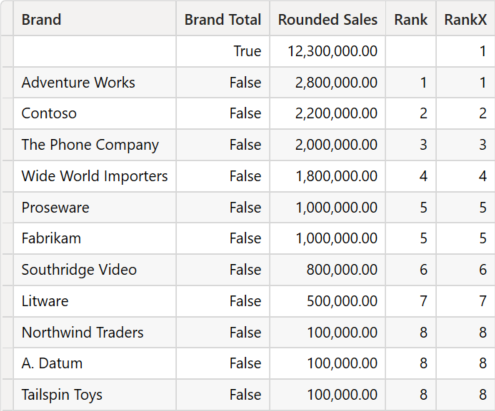 Brand Brand Total Rounded Sales Rank RankX
True 12,300,000.00 1
Adventure Works False 2,800,000.00 1 1
Contoso False 2,200,000.00 2 2
The Phone Company False 2,000,000.00 3 3
Wide World Importers False 1,800,000.00 4 4
Proseware False 1,000,000.00 5 5
Fabrikam False 1,000,000.00 5 5
Southridge Video False 800,000.00 6 6
Litware False 500,000.00 7 7
Northwind Traders False 100,000.00 8 8
A. Datum False 100,000.00 8 8
Tailspin Toys False 100,000.00 8 8